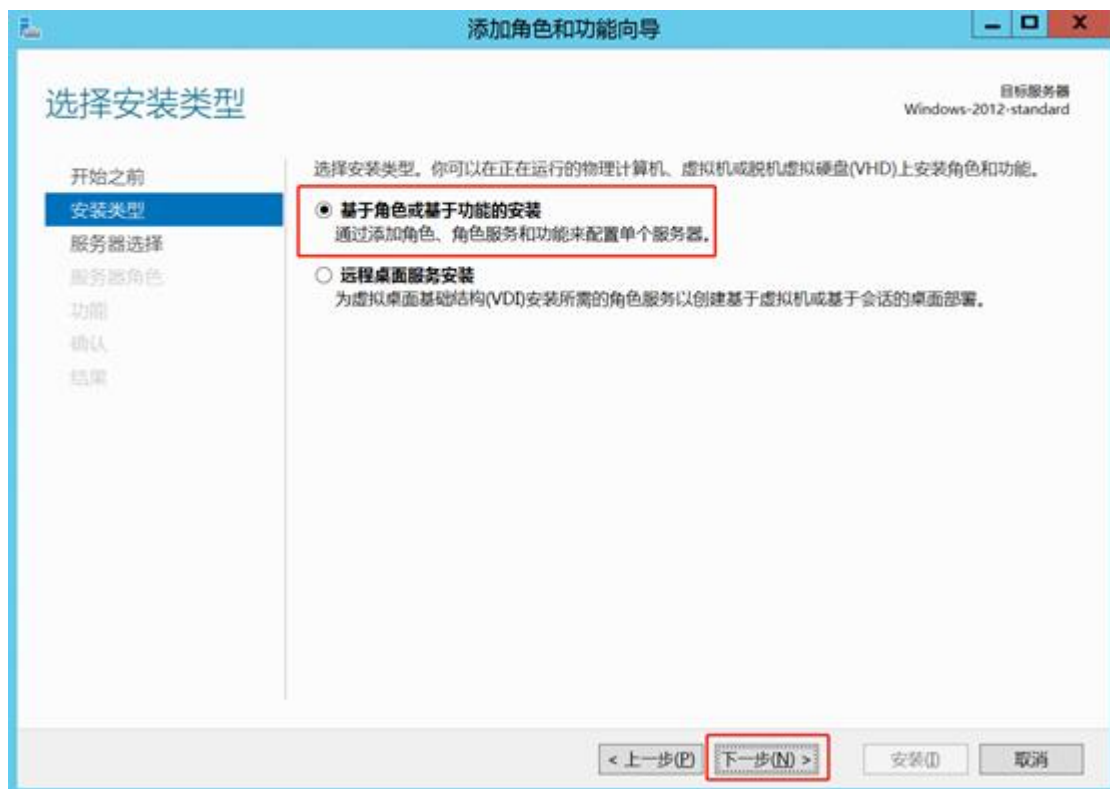 添加角色和功能向导
选择安装类型
目标服务器
Windows-2012-standard
开始之前
安装类型
服务器选择
服务器角色
功能
确认
结果
选择安装类型。你可以在正在运行的物理计算机、虚拟机或脱机虚拟硬盘(VHD)上安装角色和功能。
基于角色或基于功能的安装
通过添加角色、角色服务和功能来配置单个服务器。
远程桌面服务安装
为虚拟桌面基础结构(VDI)安装所需的角色服务以创建基于虚拟机或基于会话的桌面部署。
< 上一步(P) 下一步(N) > 安装(I) 取消